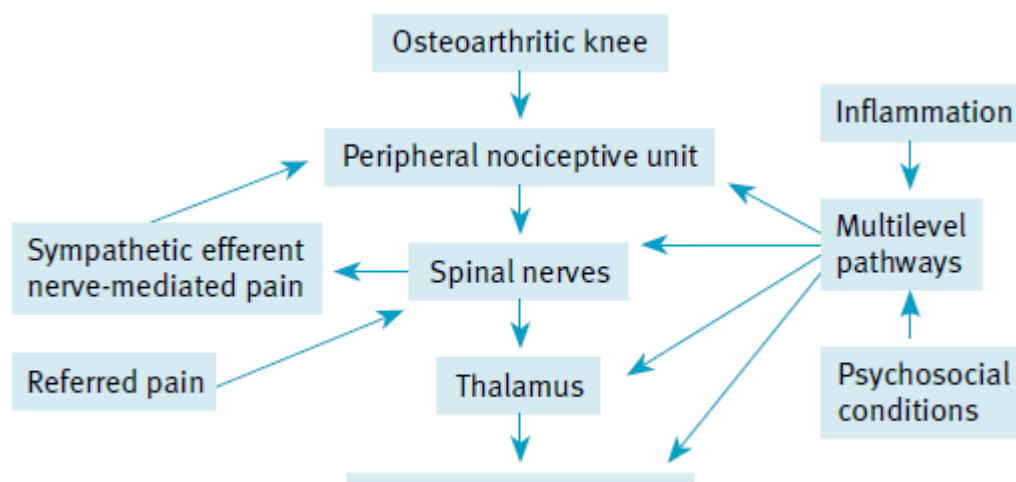 Osteoarthritic knee
Inflammation
Peripheral nociceptive unit
Sympathetic efferent
nerve-mediated pain
Spinal nerves
Multilevel
pathways
Referred pain
Thalamus
Psychosocial
conditions